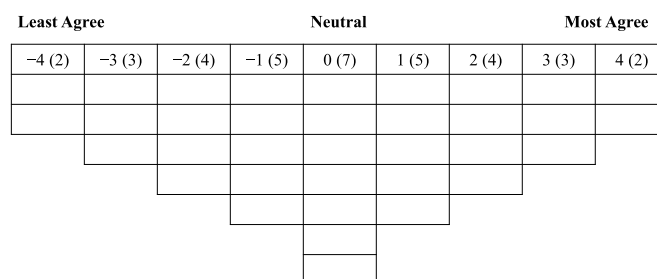 Least Agree Neutral Most Agree
−4 (2) −3 (3) −2 (4) −1 (5) 0 (7) 1 (5) 2 (4) 3 (3) 4 (2)